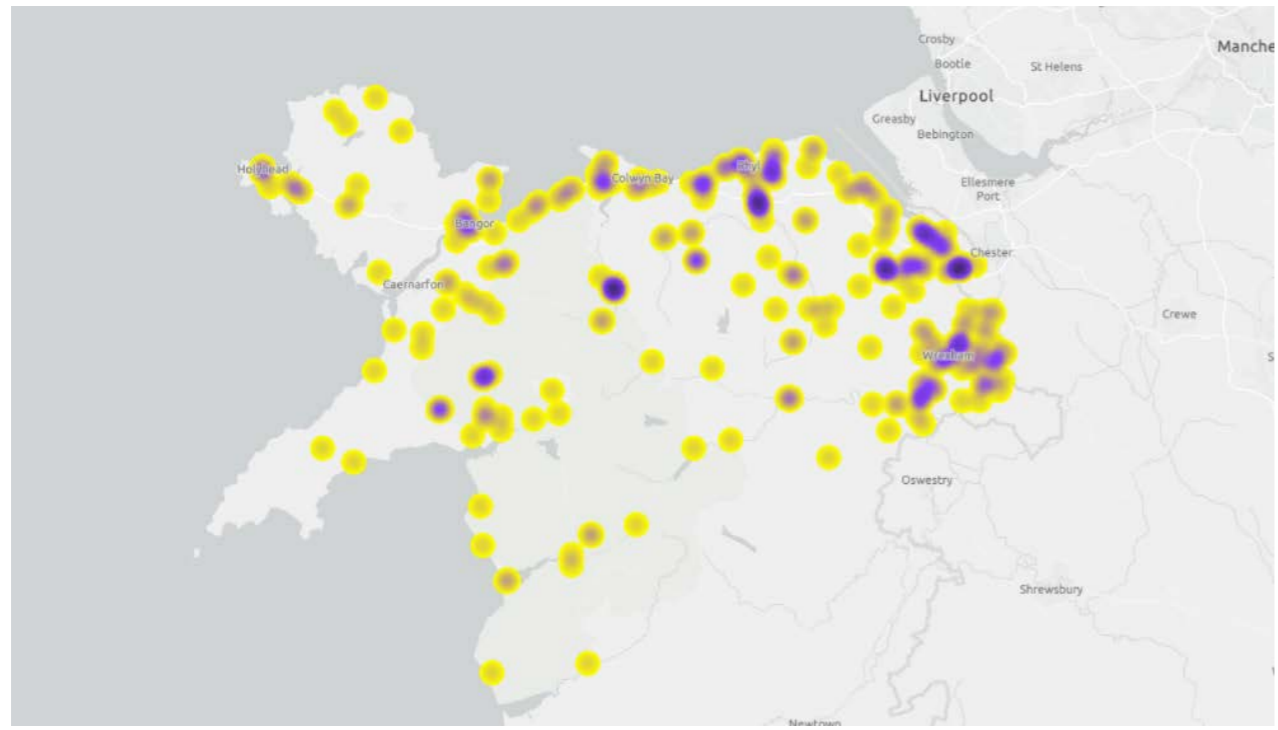 Crosby
Manche
Bootle
St Helens
Liverpool
Greasby
Bebington
Holyhead
Rhyl
Colwyn Bay
Ellesmere
Port
Bangor
Chester
Caernarfon
Crewe
S
Wrexham
Oswestry
Shrewsbury
Newtown